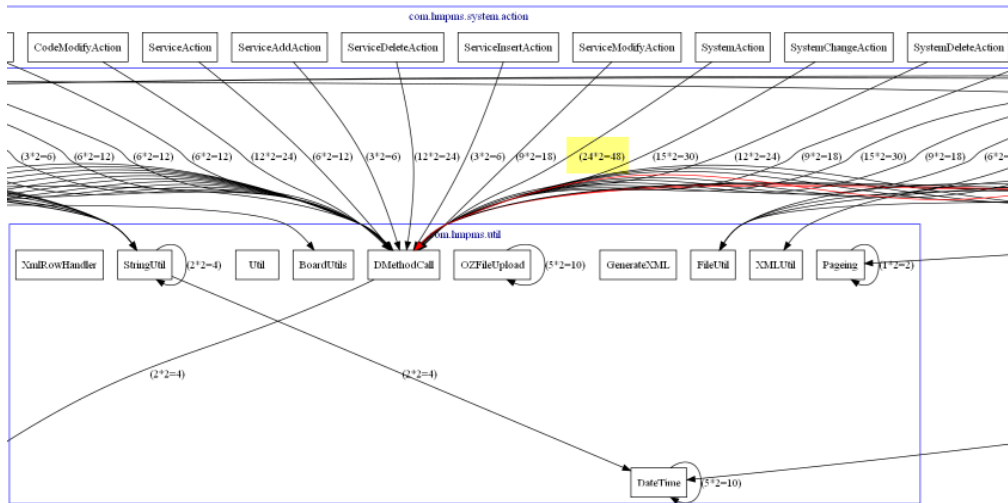 com.hmpms.system.action
CodeModifyAction ServiceAction ServiceAddAction ServiceDeleteAction ServiceInsertAction ServiceModifyAction SystemAction SystemChangeAction SystemDeleteAction
(3*2=6) (6*2=12) (6*2=12) (6*2=12) (12*2=24) (6*2=12) (3*2=6) (12*2=24) (3*2=6) (9*2=18) (24*2=48) (15*2=30) (12*2=24) (9*2=18) (15*2=30) (9*2=18) (6*2=
com.hmpms.util
XmlRowHandler StringUtil (2*2=4) Util BoardUtils DMethodCall OZFileUpload (5*2=10) GenerateXML FileUtil XMLUtil Pageing (1*2=2)
(2*2=4) (2*2=4)
DateTime (5*2=10)